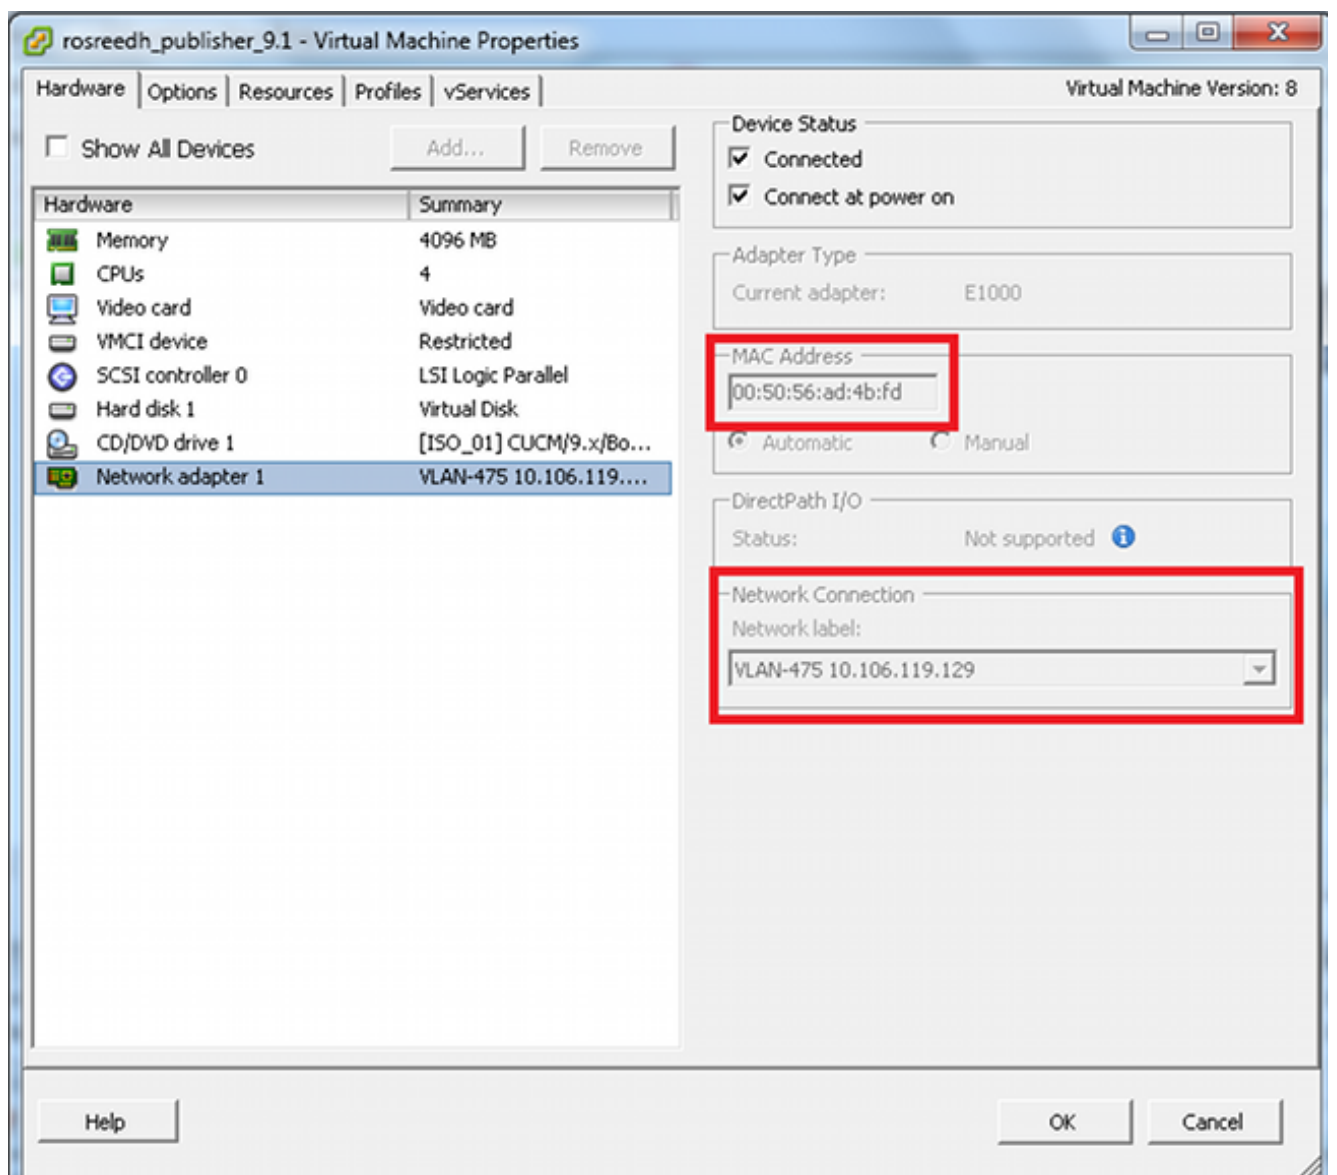 rosreedh_publisher_9.1 - Virtual Machine Properties
Hardware Options Resources Profiles vServices Virtual Machine Version: 8
Show All Devices Add... Remove
Hardware Summary
Memory 4096 MB
CPUs 4
Video card Video card
VMCI device Restricted
SCSI controller 0 LSI Logic Parallel
Hard disk 1 Virtual Disk
CD/DVD drive 1 [ISO_01] CUCM/9.x/Bo...
Network adapter 1 VLAN-475 10.106.119....
Device Status
Connected
Connect at power on
Adapter Type
Current adapter: E1000
MAC Address
00:50:56:ad:4b:fd
Automatic Manual
DirectPath I/O
Status: Not supported
Network Connection
Network label:
VLAN-475 10.106.119.129
Help OK Cancel